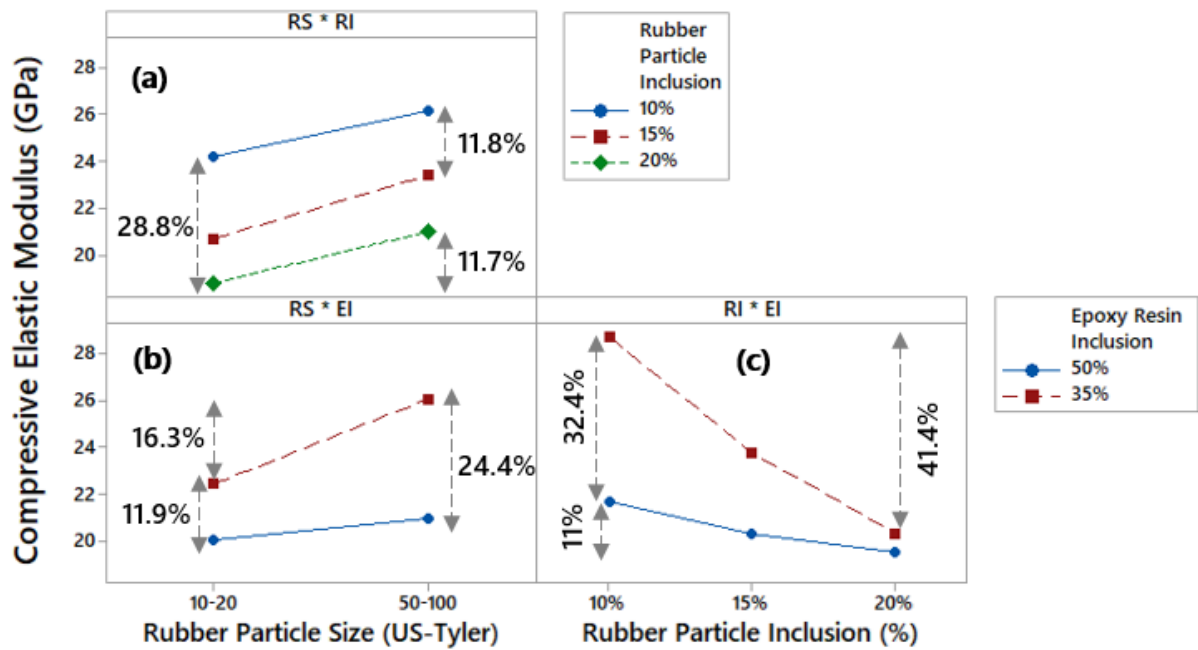 Compressive Elastic Modulus (GPa)
RS * RI
(a)
28
26
24
22
20
28.8%
11.8%
11.7%
Rubber
Particle
Inclusion
10%
15%
20%
RS * EI
(b)
28
26
24
22
20
16.3%
11.9%
24.4%
10-20
50-100
Rubber Particle Size (US-Tyler)
RI * EI
(c)
32.4%
11%
41.4%
10%
15%
20%
Rubber Particle Inclusion (%)
Epoxy Resin
Inclusion
50%
35%